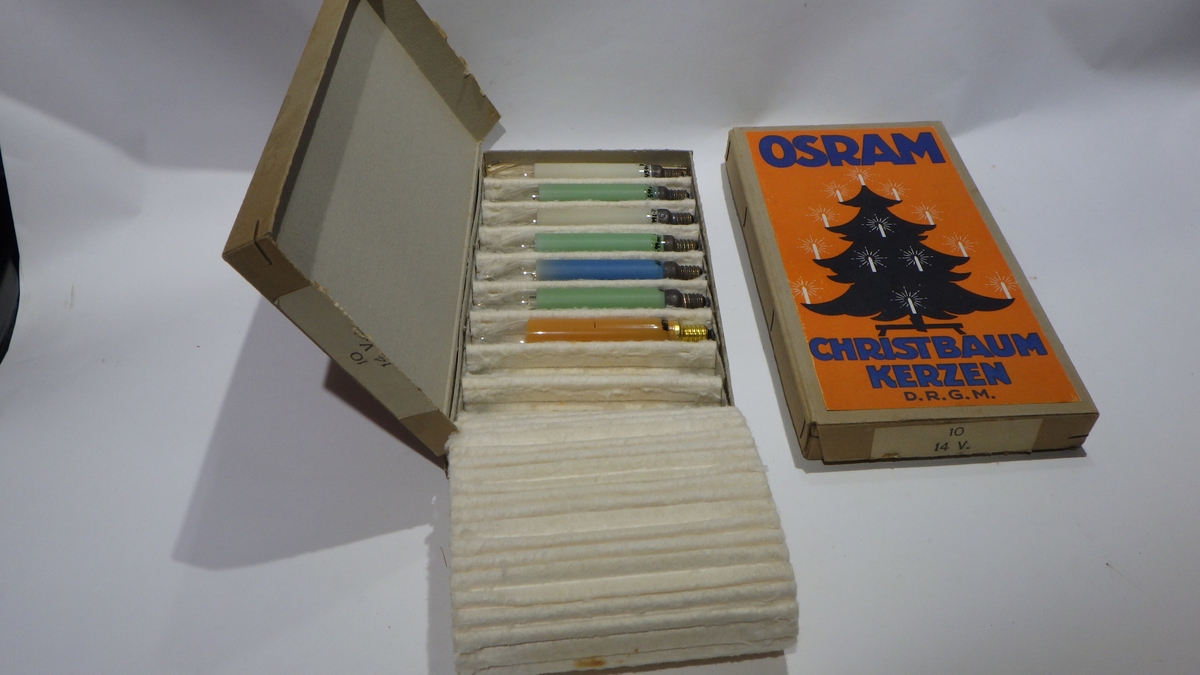 10
14 V.
OSRAM
CHRISTBAUM
KERZEN
D.R.G.M.
10
14 V.